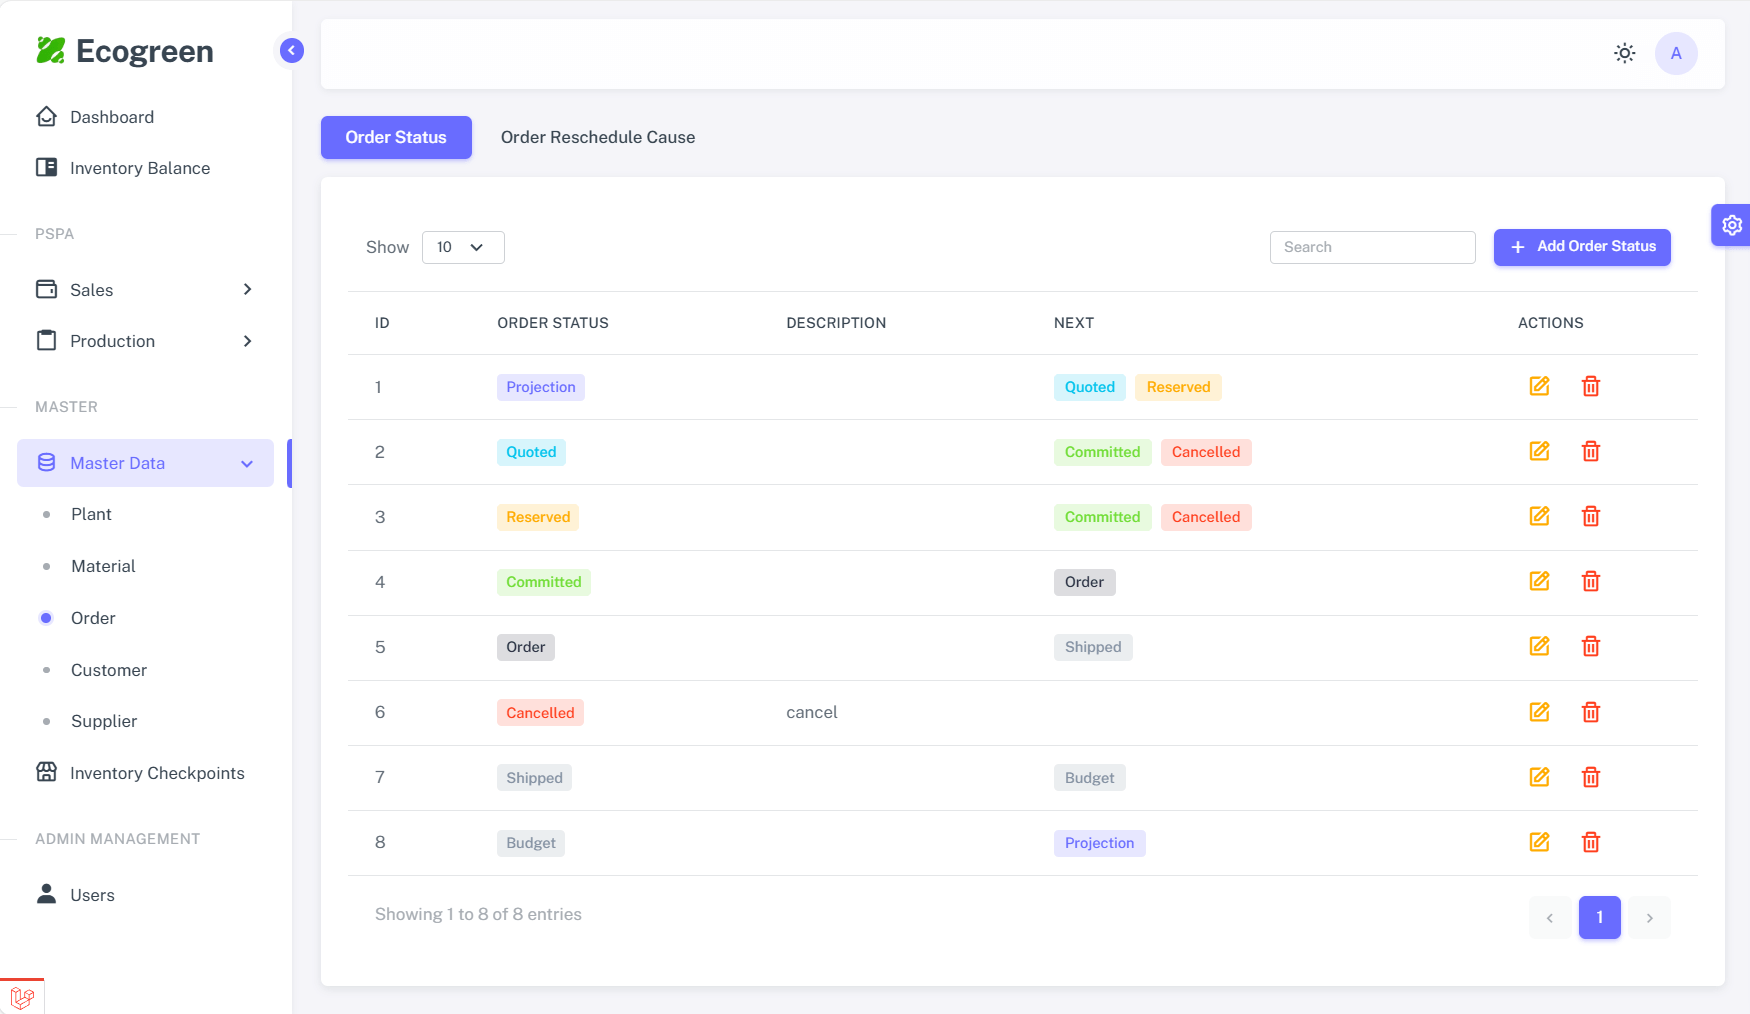 Ecogreen
Dashboard
Inventory Balance
PSPA
Sales
Production
MASTER
Master Data
Plant
Material
Order
Customer
Supplier
Inventory Checkpoints
ADMIN MANAGEMENT
Users
A
Order Status Order Reschedule Cause
Show 10 Search Add Order Status
ID ORDER STATUS DESCRIPTION NEXT ACTIONS
1 Projection Quoted Reserved
2 Quoted Committed Cancelled
3 Reserved Committed Cancelled
4 Committed Order
5 Order Shipped
6 Cancelled cancel
7 Shipped Budget
8 Budget Projection
Showing 1 to 8 of 8 entries ‹ 1 ›